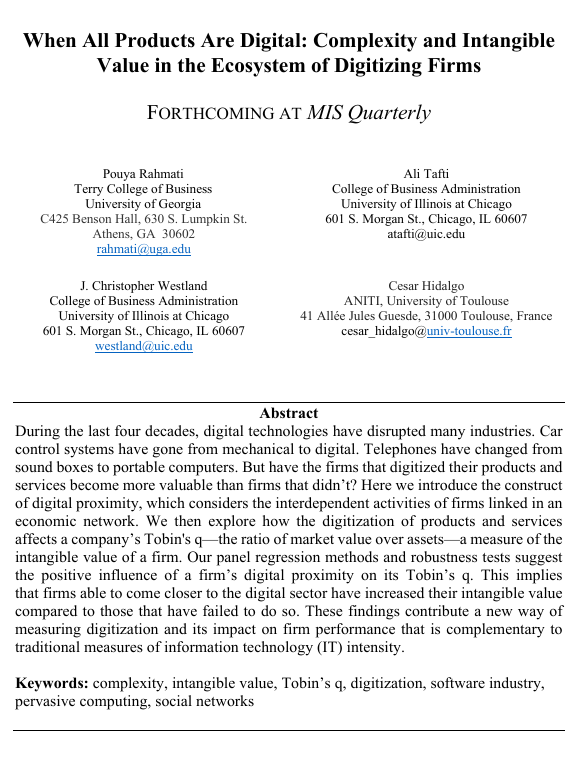 When All Products Are Digital: Complexity and Intangible
Value in the Ecosystem of Digitizing Firms
FORTHCOMING AT MIS Quarterly
Pouya Rahmati
Terry College of Business
University of Georgia
C425 Benson Hall, 630 S. Lumpkin St.
Athens, GA 30602
rahmati@uga.edu
Ali Tafti
College of Business Administration
University of Illinois at Chicago
601 S. Morgan St., Chicago, IL 60607
atafti@uic.edu
J. Christopher Westland
College of Business Administration
University of Illinois at Chicago
601 S. Morgan St., Chicago, IL 60607
westland@uic.edu
Cesar Hidalgo
ANITI, University of Toulouse
41 Allée Jules Guesde, 31000 Toulouse, France
cesar_hidalgo@univ-toulouse.fr
Abstract
During the last four decades, digital technologies have disrupted many industries. Car
control systems have gone from mechanical to digital. Telephones have changed from
sound boxes to portable computers. But have the firms that digitized their products and
services become more valuable than firms that didn't? Here we introduce the construct
of digital proximity, which considers the interdependent activities of firms linked in an
economic network. We then explore how the digitization of products and services
affects a company's Tobin's q—the ratio of market value over assets—a measure of the
intangible value of a firm. Our panel regression methods and robustness tests suggest
the positive influence of a firm's digital proximity on its Tobin's q. This implies
that firms able to come closer to the digital sector have increased their intangible value
compared to those that have failed to do so. These findings contribute a new way of
measuring digitization and its impact on firm performance that is complementary to
traditional measures of information technology (IT) intensity.
Keywords: complexity, intangible value, Tobin's q, digitization, software industry,
pervasive computing, social networks